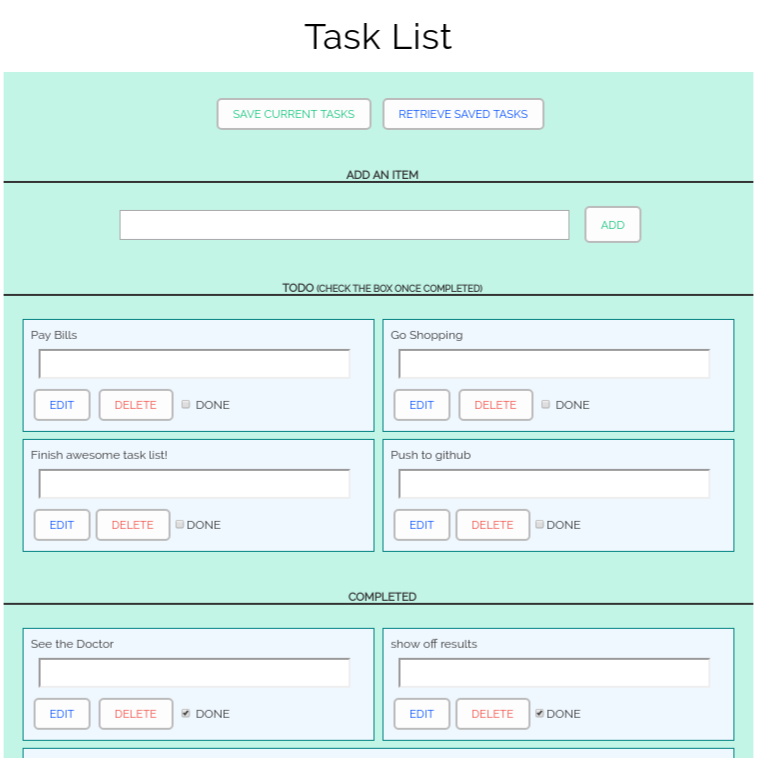 Task List
SAVE CURRENT TASKS RETRIEVE SAVED TASKS
ADD AN ITEM
ADD
TODO (CHECK THE BOX ONCE COMPLETED)
Pay Bills
EDIT DELETE DONE
Go Shopping
EDIT DELETE DONE
Finish awesome task list!
EDIT DELETE DONE
Push to github
EDIT DELETE DONE
COMPLETED
See the Doctor
EDIT DELETE DONE
show off results
EDIT DELETE DONE